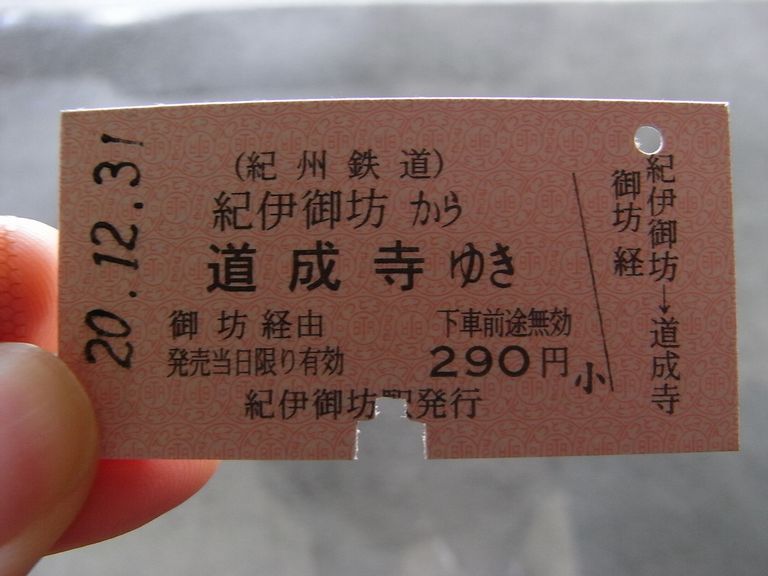 20.12.31
(紀州鉄道)
紀伊御坊から
道成寺ゆき
御坊経由
下車前途無効
発売当日限り有効
290円
小
紀伊御坊駅発行
紀伊御坊→道成寺
御坊経